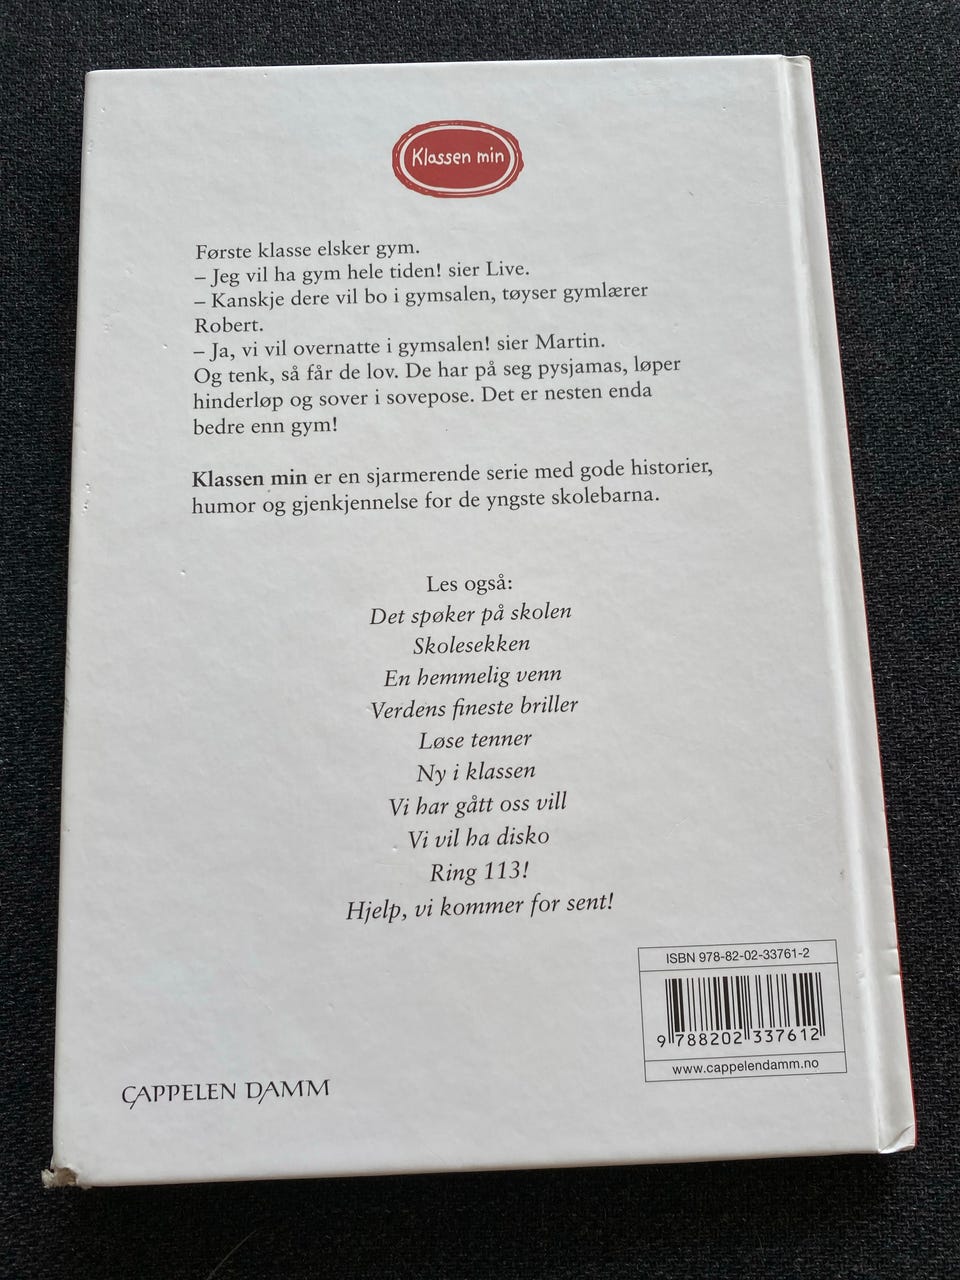 Klassen min
Første klasse elsker gym.
– Jeg vil ha gym hele tiden! sier Live.
– Kanskje dere vil bo i gymsalen, tøyser gymlærer
Robert.
– Ja, vi vil overnatte i gymsalen! sier Martin.
Og tenk, så får de lov. De har på seg pysjamas, løper
hinderløp og sover i sovepose. Det er nesten enda
bedre enn gym!
Klassen min er en sjarmerende serie med gode historier,
humor og gjenkjennelse for de yngste skolebarna.
Les også:
Det spøker på skolen
Skolesekken
En hemmelig venn
Verdens fineste briller
Løse tenner
Ny i klassen
Vi har gått oss vill
Vi vil ha disko
Ring 113!
Hjelp, vi kommer for sent!
ISBN 978-82-02-33761-2
9 788202 337612
www.cappelendamm.no
CAPPELEN DAMM